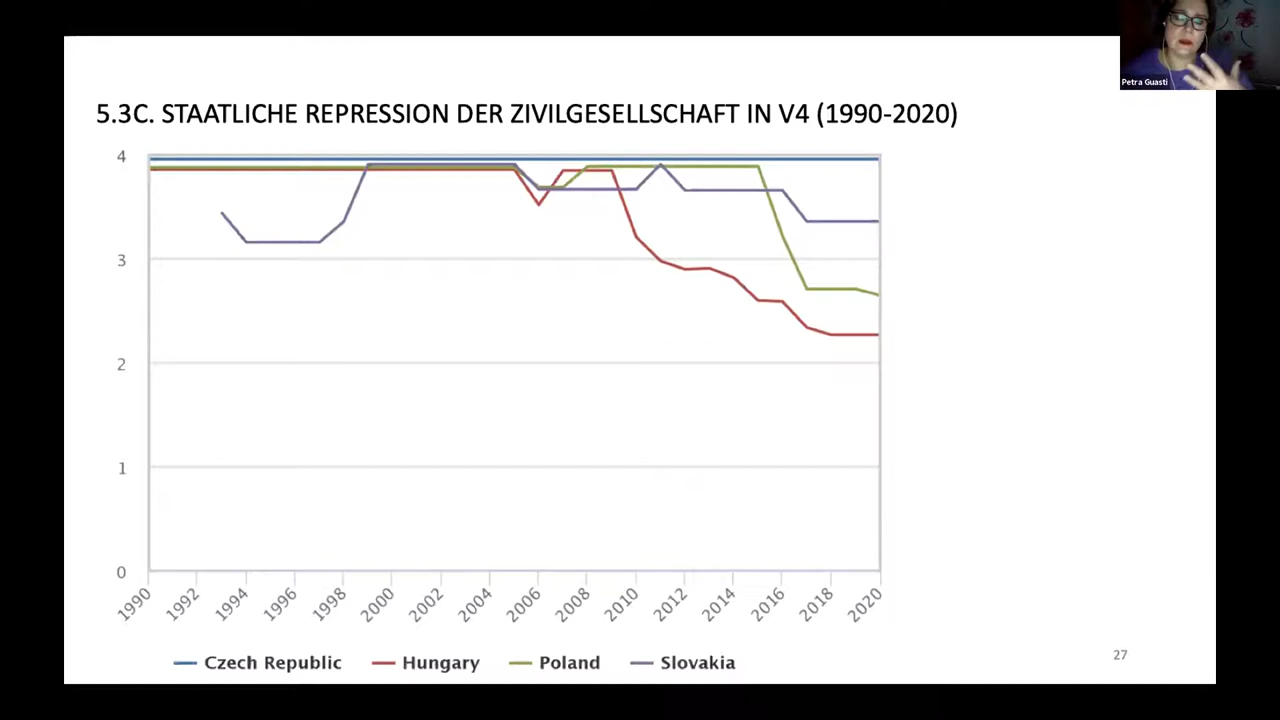 Petra Guasti
5.3C. STAATLICHE REPRESSION DER ZIVILGESELLSCHAFT IN V4 (1990-2020)
4
3
2
1
0
1990 1992 1994 1996 1998 2000 2002 2004 2006 2008 2010 2012 2014 2016 2018 2020
Czech Republic Hungary Poland Slovakia
27